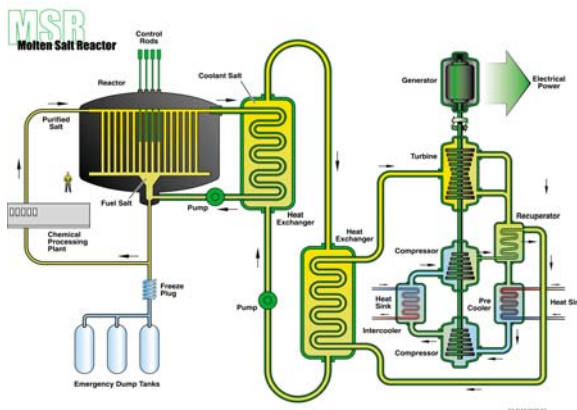 MSR
Molten Salt Reactor
Control
Rods
Reactor
Coolant Salt
Purified
Salt
Fuel Salt
Pump
Chemical
Processing
Plant
Freeze
Plug
Emergency Dump Tanks
Heat
Exchanger
Pump
Heat
Exchanger
Generator
Electrical
Power
Turbine
Recuperator
Compressor
Heat
Sink
Pre
Cooler
Heat Sink
Intercooler
Compressor